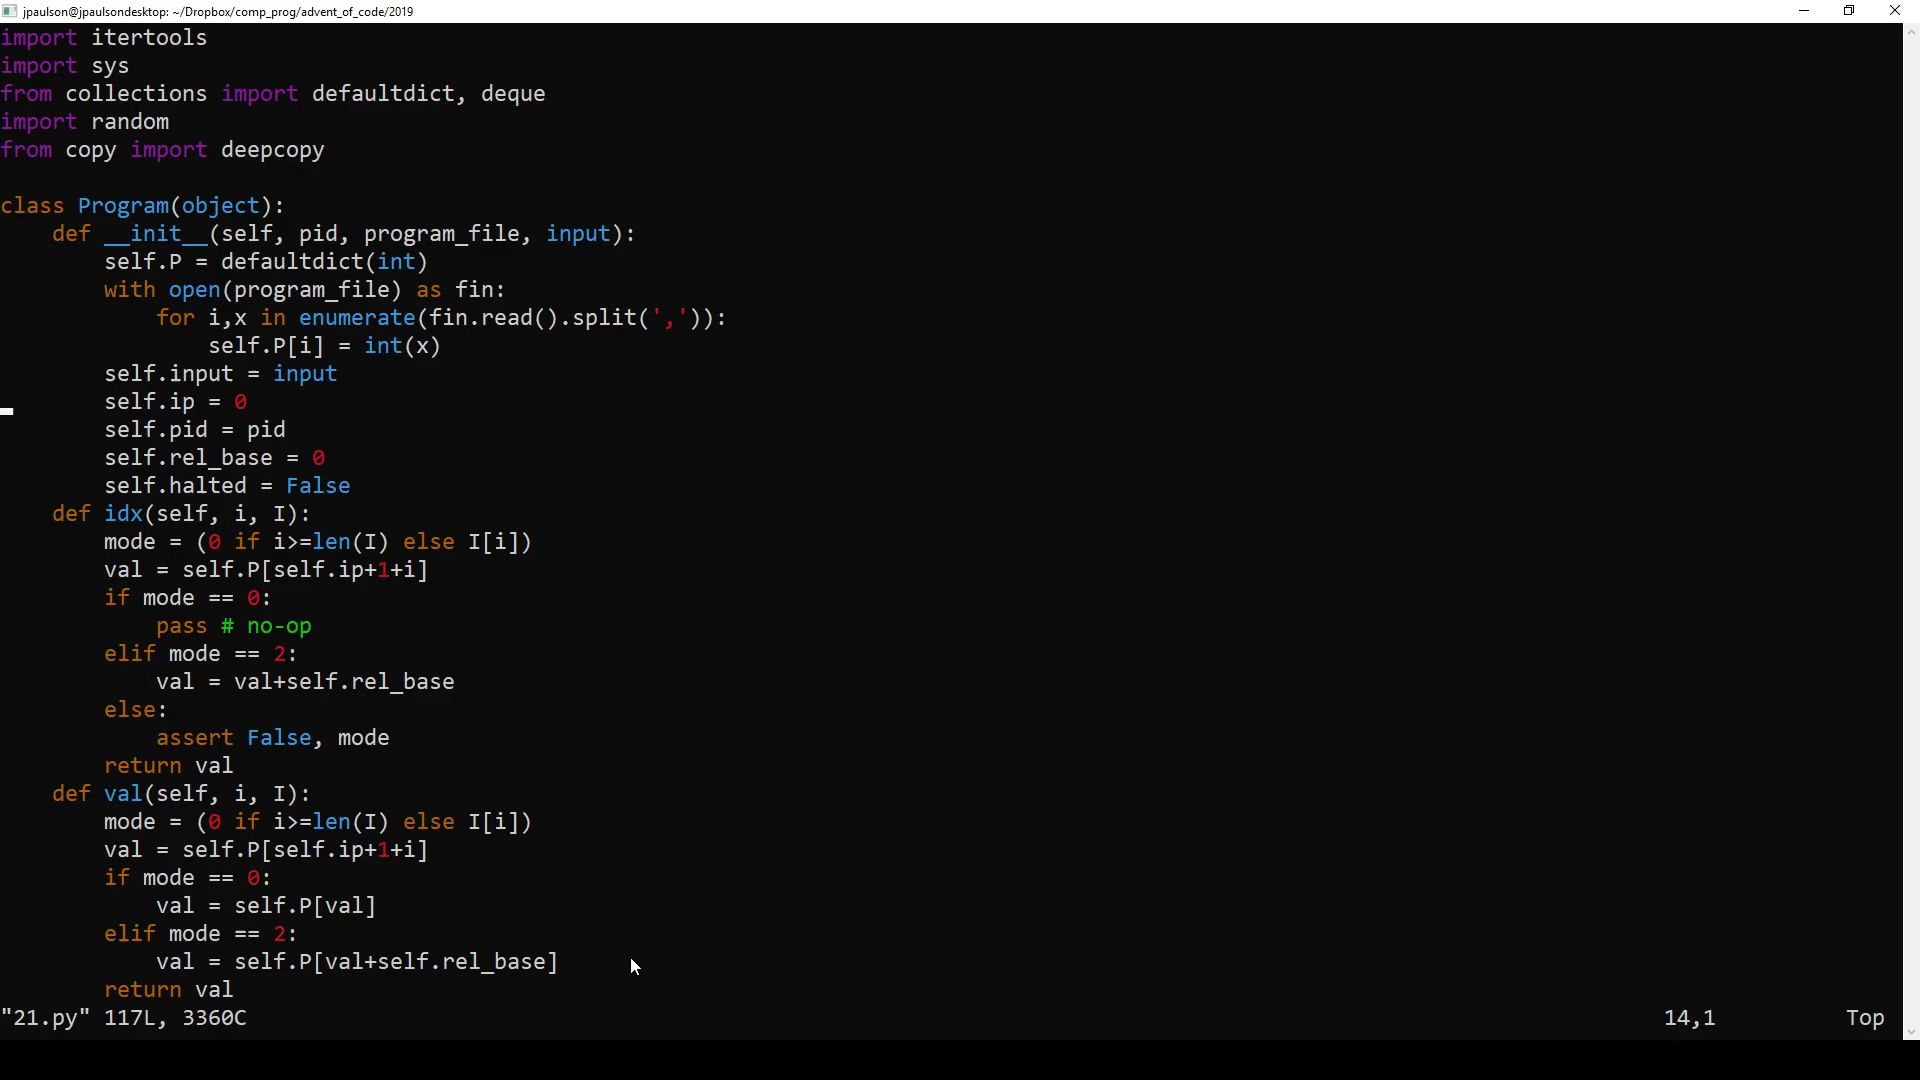 jpaulson@jpaulsondesktop: ~/Dropbox/comp_prog/advent_of_code/2019
import itertools
import sys
from collections import defaultdict, deque
import random
from copy import deepcopy

class Program(object):
    def __init__(self, pid, program_file, input):
        self.P = defaultdict(int)
        with open(program_file) as fin:
            for i,x in enumerate(fin.read().split(',')):
                self.P[i] = int(x)
        self.input = input
        self.ip = 0
        self.pid = pid
        self.rel_base = 0
        self.halted = False
    def idx(self, i, I):
        mode = (0 if i>=len(I) else I[i])
        val = self.P[self.ip+1+i]
        if mode == 0:
            pass # no-op
        elif mode == 2:
            val = val+self.rel_base
        else:
            assert False, mode
        return val
    def val(self, i, I):
        mode = (0 if i>=len(I) else I[i])
        val = self.P[self.ip+1+i]
        if mode == 0:
            val = self.P[val]
        elif mode == 2:
            val = self.P[val+self.rel_base]
        return val
"21.py" 117L, 3360C 14,1 Top